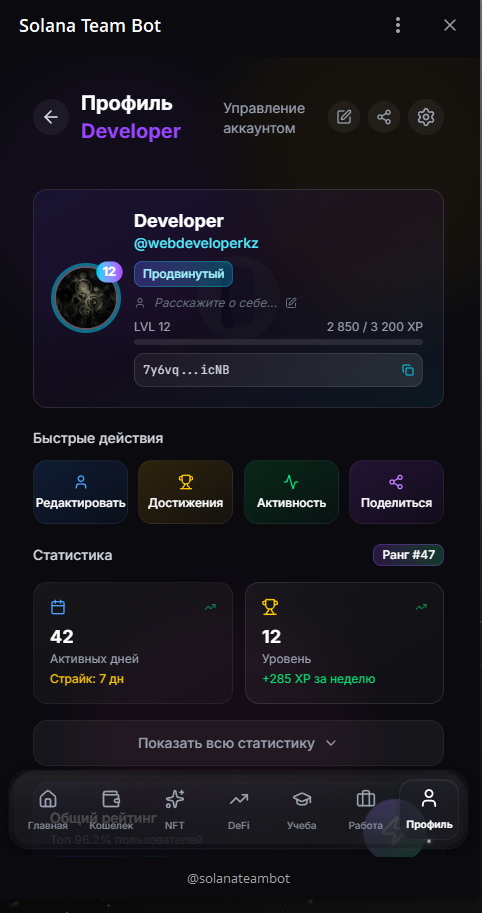 Solana Team Bot
Профиль
Developer
Управление
аккаунтом
Developer
@webdeveloperkz
12
Продвинутый
Расскажите о себе...
LVL 12
2 850 / 3 200 XP
7y6vq...icNB
Быстрые действия
Редактировать
Достижения
Активность
Поделиться
Статистика
Ранг #47
42
Активных дней
Страйк: 7 дн
12
Уровень
+285 XP за неделю
Показать всю статистику
Общий рейтинг
Топ 96.2% пользователей
Главная
Кошелек
NFT
DeFi
Учеба
Работа
Профиль
@solanateambot